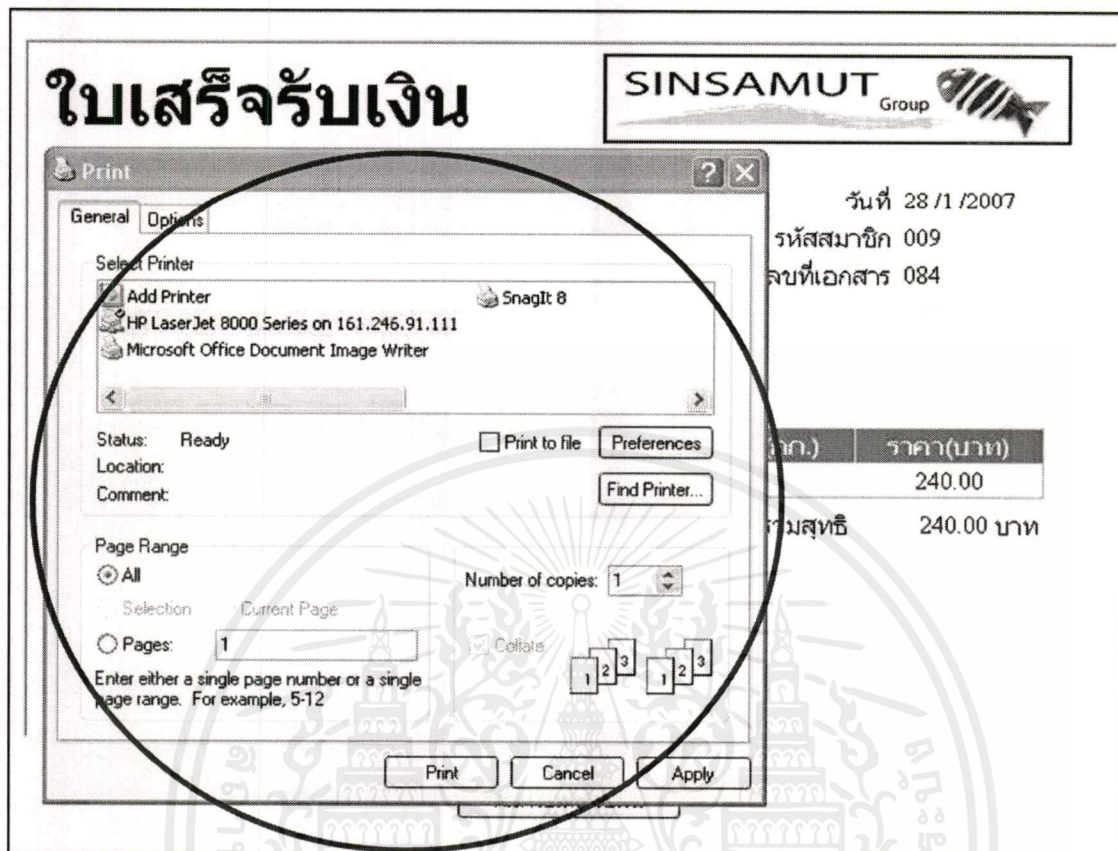 ใบเสร็จรับเงิน
SINSAMUT Group
วันที่ 28 /1 /2007
รหัสสมาชิก 009
ลขที่เอกสาร 084
Print
General Options
Select Printer
Add Printer SnagIt 8
HP LaserJet 8000 Series on 161.246.91.111
Microsoft Office Document Image Writer
Status: Ready Print to file Preferences
Location:
Comment: Find Printer...
ราคา(บาท)
240.00
รวมสุทธิ 240.00 บาท
Page Range
All Number of copies: 1
Selection Current Page
Pages: 1 Collate
1 2 3 1 2 3
Enter either a single page number or a single
page range. For example, 5-12
Print Cancel Apply